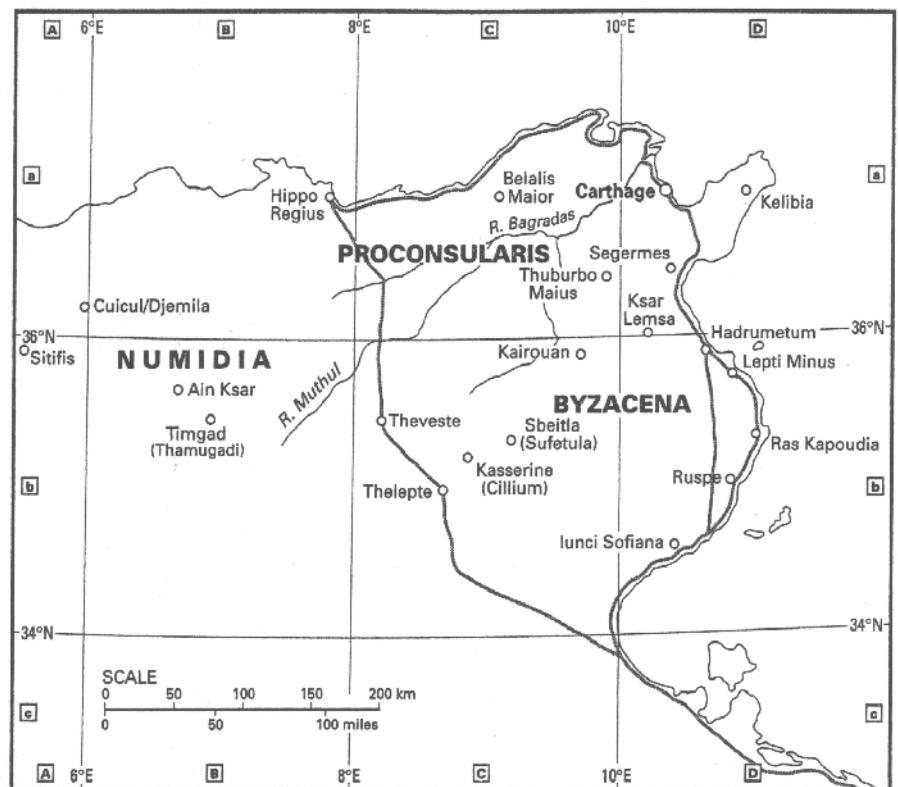 A
6°E
B
8°E
C
10°E
D
a
a
Hippo
Regius
Belalis
Maior
Carthage
Kelibia
R. Bagradas
PROCONSULARIS
Segermes
Thuburbo
Maius
Cuicul/Djemila
Ksar
Lemsa
36°N
36°N
Hadrumetum
Sitifis
NUMIDIA
Kairouan
Lepti Minus
Ain Ksar
R. Muthul
BYZACENA
Timgad
(Thamugadi)
Theveste
Sbeitla
(Sufetula)
Ras Kapoudia
Kasserine
(Cillium)
Ruspe
b
b
Thelepte
Iunci Sofiana
34°N
34°N
SCALE
0 50 100 150 200 km
0 50 100 miles
c
c
A
6°E
B
8°E
C
10°E
D